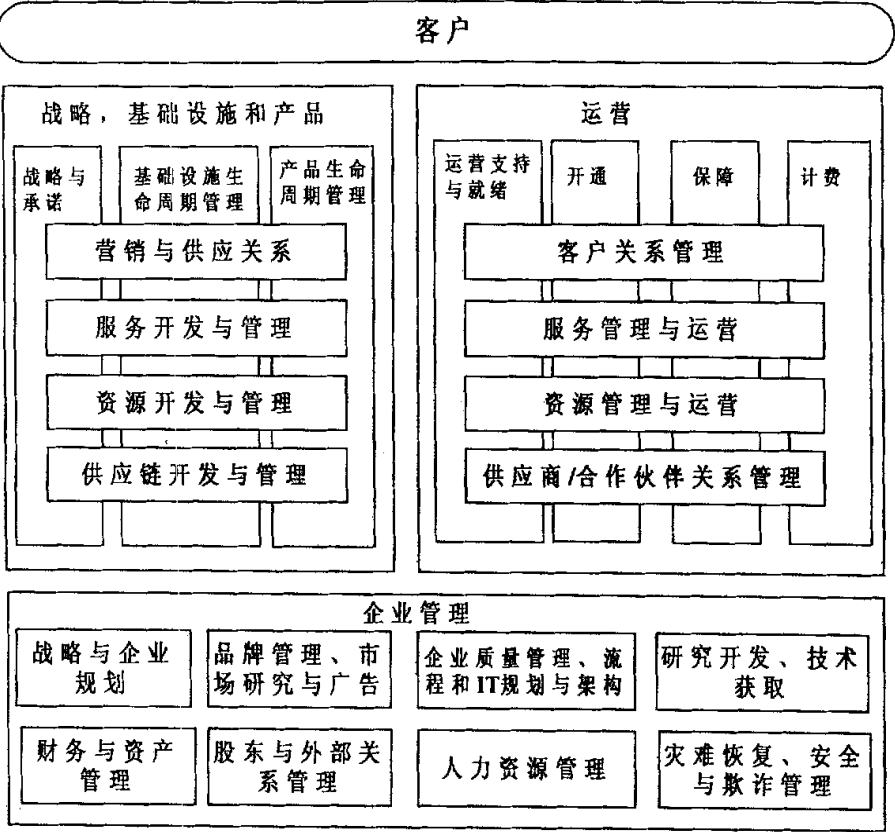 客户
战略，基础设施和产品
战略与
承诺
基础设施生
命周期管理
产品生命
周期管理
营销与供应关系
服务开发与管理
资源开发与管理
供应链开发与管理
运营
运营支持
与就绪
开通
保障
计费
客户关系管理
服务管理与运营
资源管理与运营
供应商/合作伙伴关系管理
企业管理
战略与企业
规划
品牌管理、市
场研究与广告
企业质量管理、流
程和IT规划与架构
研究开发、技术
获取
财务与资产
管理
股东与外部关
系管理
人力资源管理
灾难恢复、安全
与欺诈管理